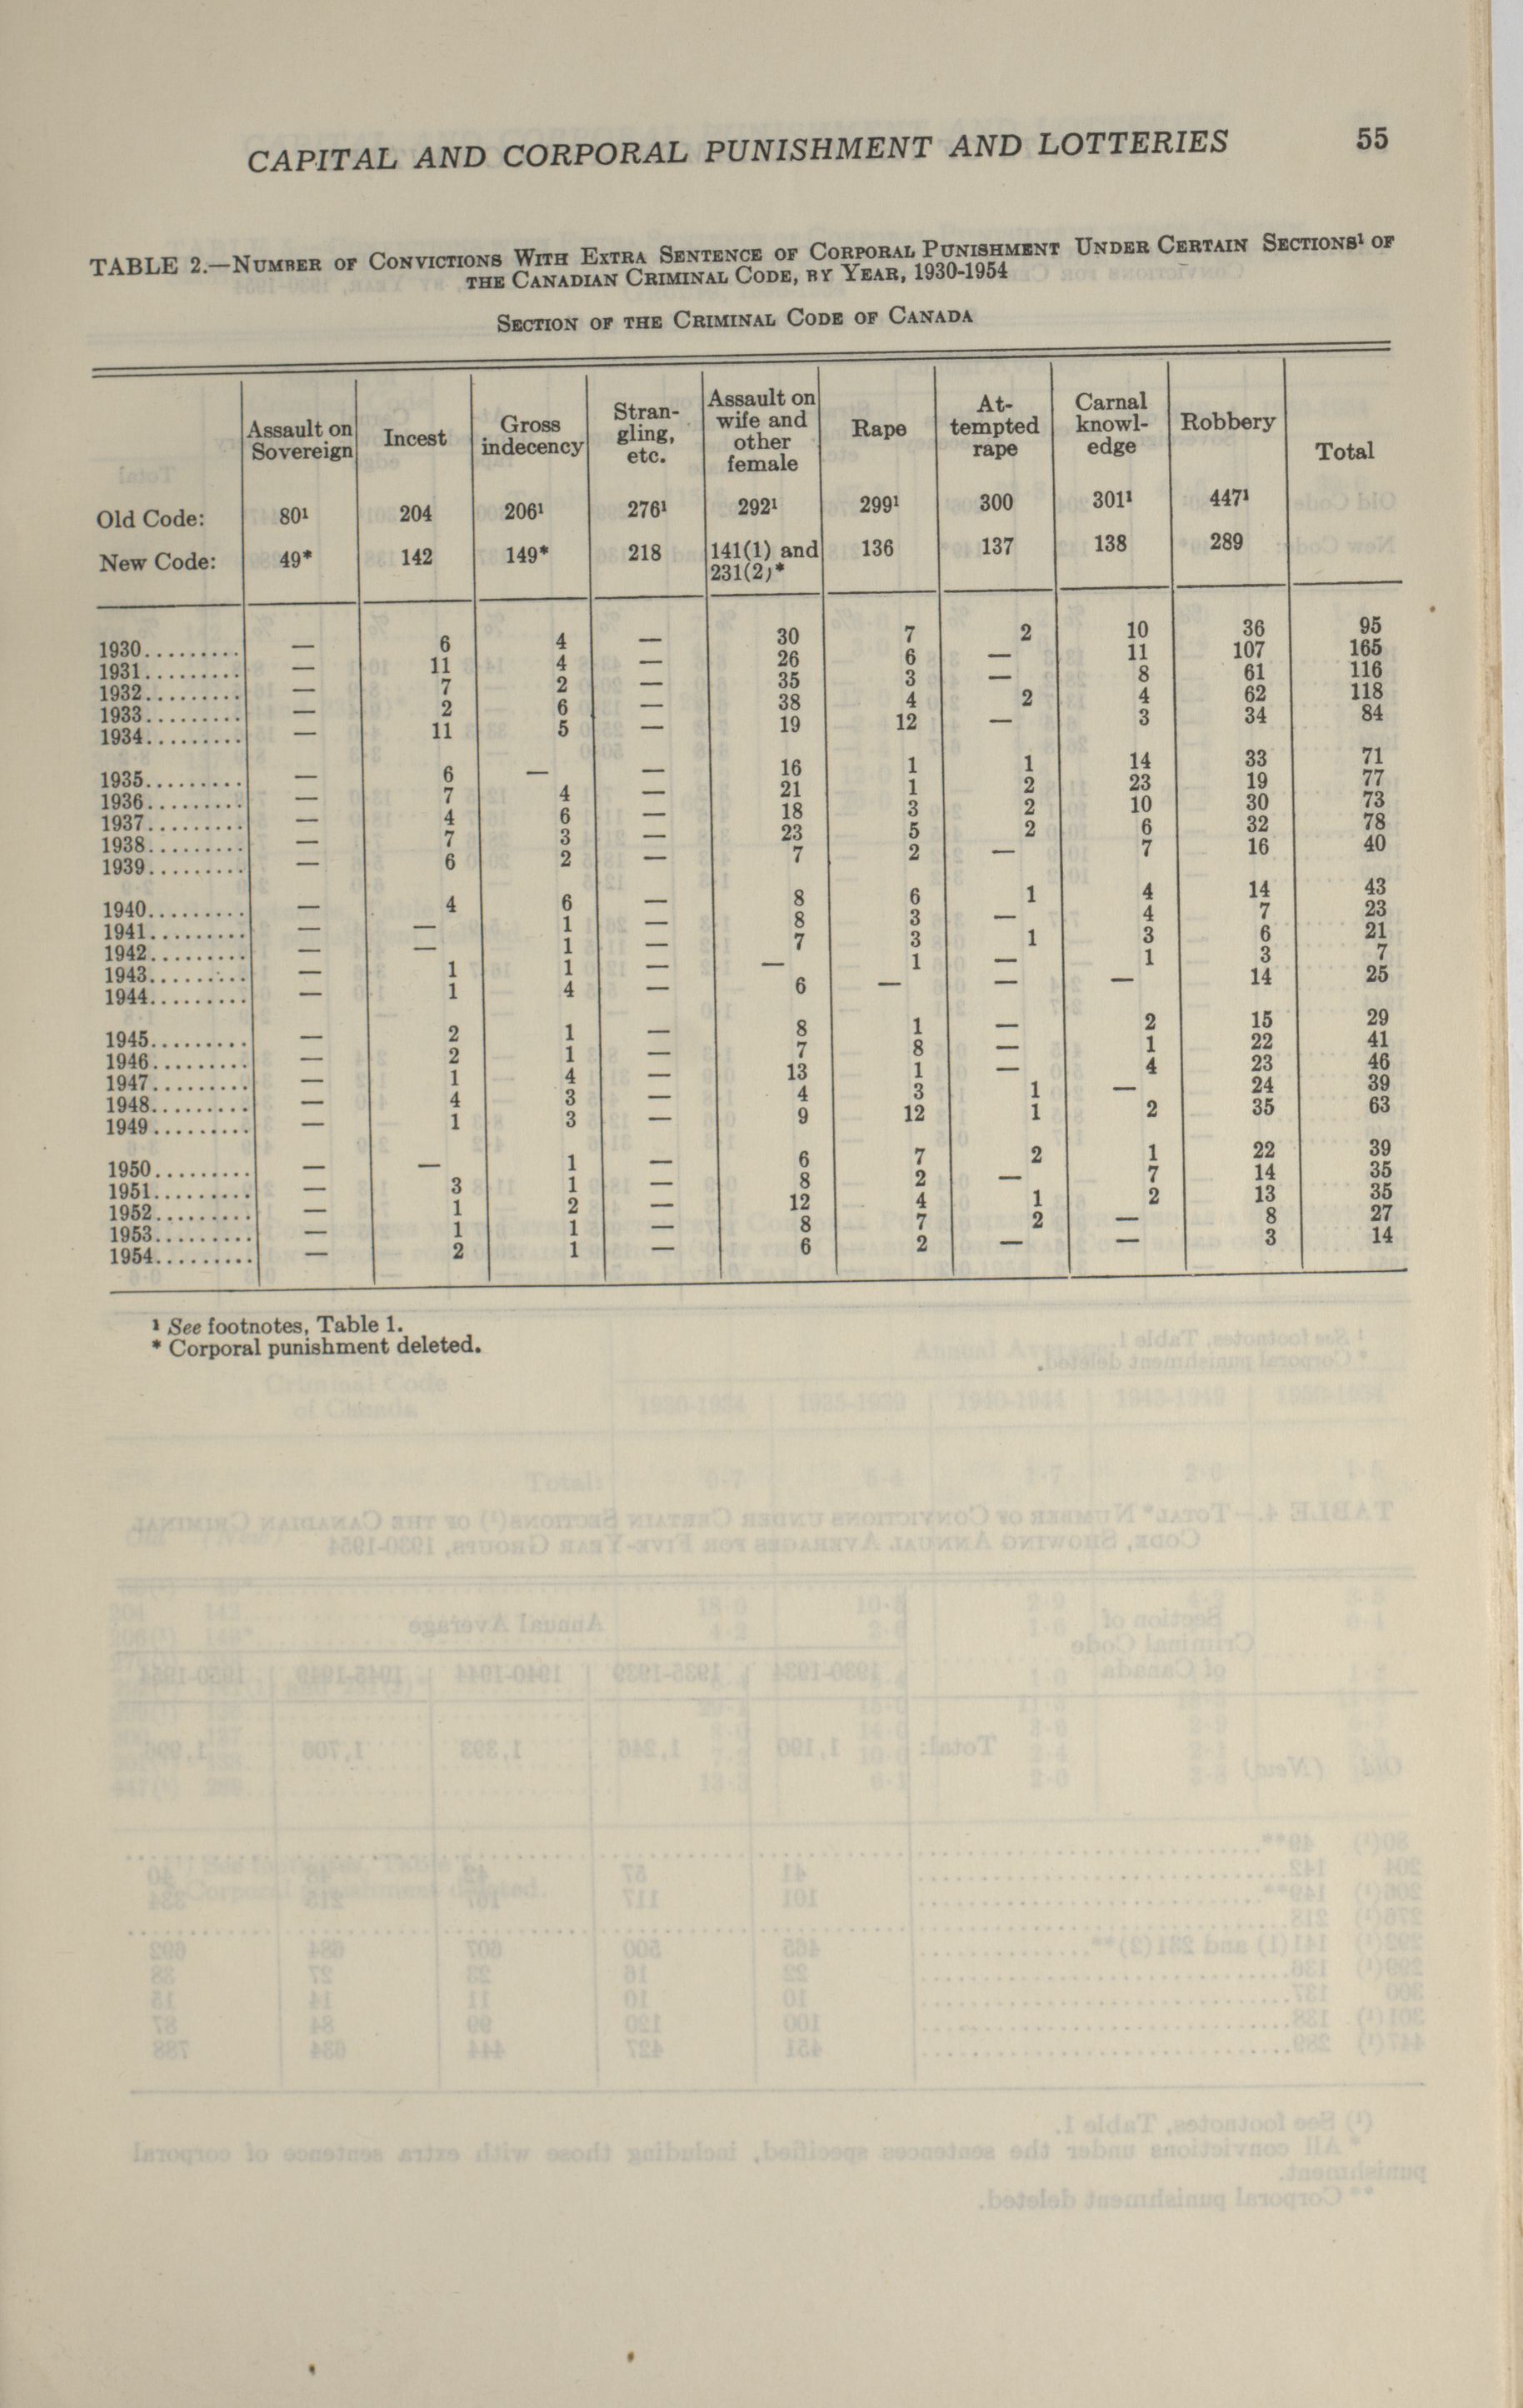 CAPITAL AND CORPORAL PUNISHMENT AND LOTTERIES 55
TABLE 2.—Number of Convictions With Extra Sentence of Corporal Punishment Under Certain Sections¹ of
the Canadian Criminal Code, by Year, 1930-1954
Section of the Criminal Code of Canada
Assault on Sovereign | Incest | Gross indecency | Stran-gling, etc. | Assault on wife and other female | Rape | At-tempted rape | Carnal knowl-edge | Robbery | Total
Old Code: 80¹ 204 206¹ 276¹ 292¹ 299¹ 300 301¹ 447¹
New Code: 49* 142 149* 218 141(1) and 231(2)* 136 137 138 289
1930......... — 6 4 — 30 7 2 10 36 95
1931......... — 11 4 — 26 6 — 11 107 165
1932......... — 7 2 — 35 3 — 8 61 116
1933......... — 2 6 — 38 4 2 4 62 118
1934......... — 11 5 — 19 12 — 3 34 84
1935......... — 6 — — 16 1 1 14 33 71
1936......... — 7 4 — 21 1 2 23 19 77
1937......... — 4 6 — 18 3 2 10 30 73
1938......... — 7 3 — 23 5 2 6 32 78
1939......... — 6 2 — 7 2 — 7 16 40
1940......... — 4 6 — 8 6 1 4 14 43
1941......... — — 1 — 8 3 — 4 7 23
1942......... — — 1 — 7 3 1 3 6 21
1943......... — 1 1 — — 1 — 1 3 7
1944......... — 1 4 — 6 — — — 14 25
1945......... — 2 1 — 8 1 — 2 15 29
1946......... — 2 1 — 7 8 — 1 22 41
1947......... — 1 4 — 13 1 — 4 23 46
1948......... — 4 3 — 4 3 1 — 24 39
1949......... — 1 3 — 9 12 1 2 35 63
1950......... — — 1 — 6 7 2 1 22 39
1951......... — 3 1 — 8 2 — 7 14 35
1952......... — 1 2 — 12 4 1 2 13 35
1953......... — 1 1 — 8 7 2 — 8 27
1954......... — 2 1 — 6 2 — — 3 14
¹ See footnotes, Table 1.
* Corporal punishment deleted.